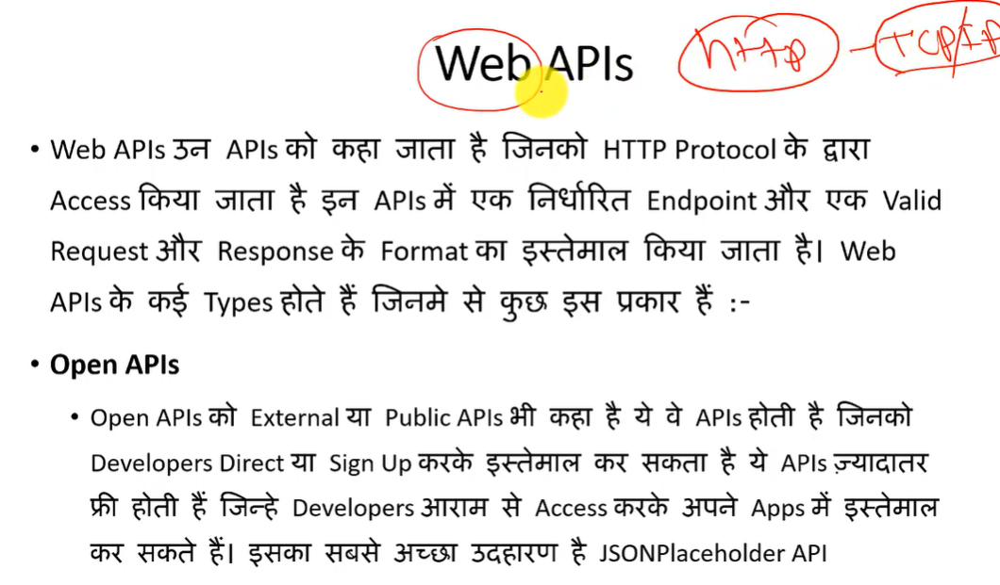 Web APIs http - TCP/IP
• Web APIs उन APIs को कहा जाता है जिनको HTTP Protocol के द्वारा
Access किया जाता है इन APIs में एक निर्धारित Endpoint और एक Valid
Request और Response के Format का इस्तेमाल किया जाता है। Web
APIs के कई Types होते हैं जिनमे से कुछ इस प्रकार हैं :-
• Open APIs
• Open APIs को External या Public APIs भी कहा है ये वे APIs होती है जिनको
Developers Direct या Sign Up करके इस्तेमाल कर सकता है ये APIs ज़्यादातर
फ्री होती हैं जिन्हे Developers आराम से Access करके अपने Apps में इस्तेमाल
कर सकते हैं। इसका सबसे अच्छा उदहारण है JSONPlaceholder API